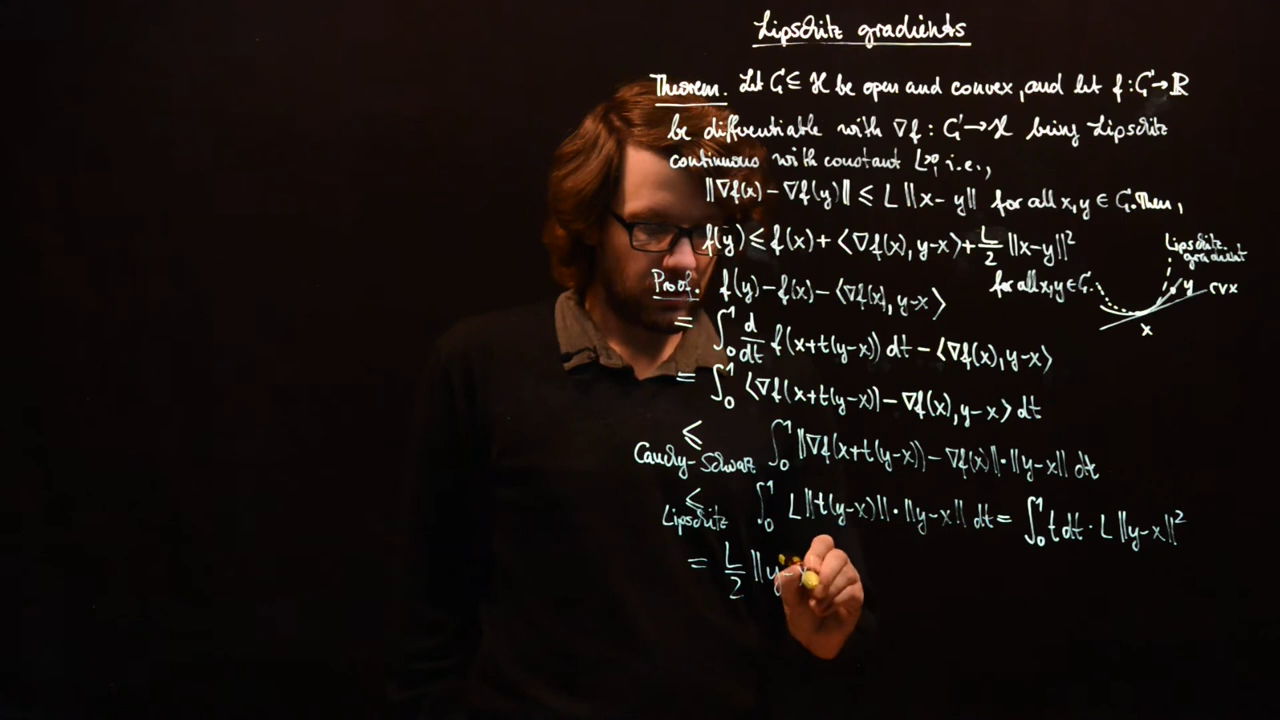 Lipschitz gradients
Theorem. Let C ⊆ ℋ be open and convex, and let f : C → ℝ
be differentiable with ∇f : C → ℋ being Lipschitz
continuous with constant L>0, i.e.,
‖∇f(x) − ∇f(y)‖ ≤ L ‖x − y‖ for all x,y ∈ C. Then,
f(y) ≤ f(x) + ⟨∇f(x), y−x⟩ + L/2 ‖x−y‖²
for all x,y ∈ C.
Lipschitz
gradient
y
cvx
x
Proof. f(y) − f(x) − ⟨∇f(x), y−x⟩
= ∫₀¹ d/dt f(x+t(y−x)) dt − ⟨∇f(x), y−x⟩
= ∫₀¹ ⟨∇f(x+t(y−x)) − ∇f(x), y−x⟩ dt
≤ ∫₀¹ ‖∇f(x+t(y−x)) − ∇f(x)‖ · ‖y−x‖ dt
Cauchy-Schwarz
≤ ∫₀¹ L ‖t(y−x)‖ · ‖y−x‖ dt = ∫₀¹ t dt · L ‖y−x‖²
Lipschitz
= L/2 ‖y−